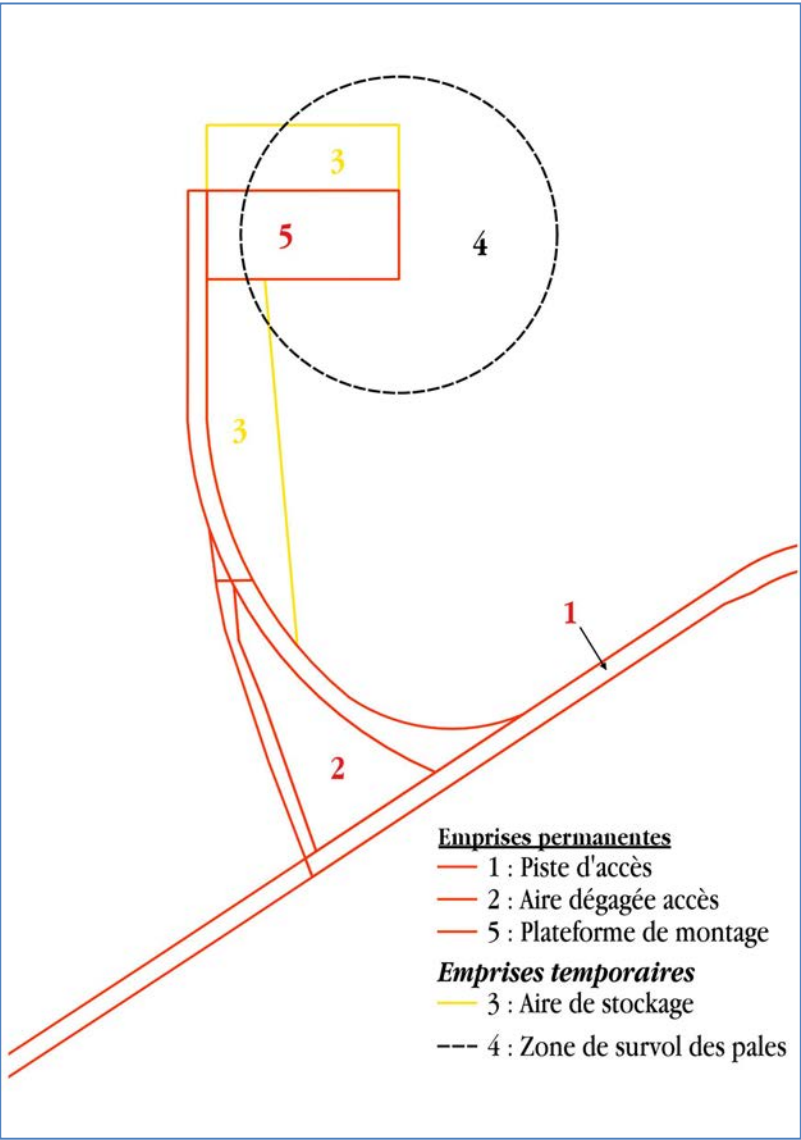 3
5
4
3
1
2
Emprises permanentes
1 : Piste d'accès
2 : Aire dégagée accès
5 : Plateforme de montage
Emprises temporaires
3 : Aire de stockage
4 : Zone de survol des pales